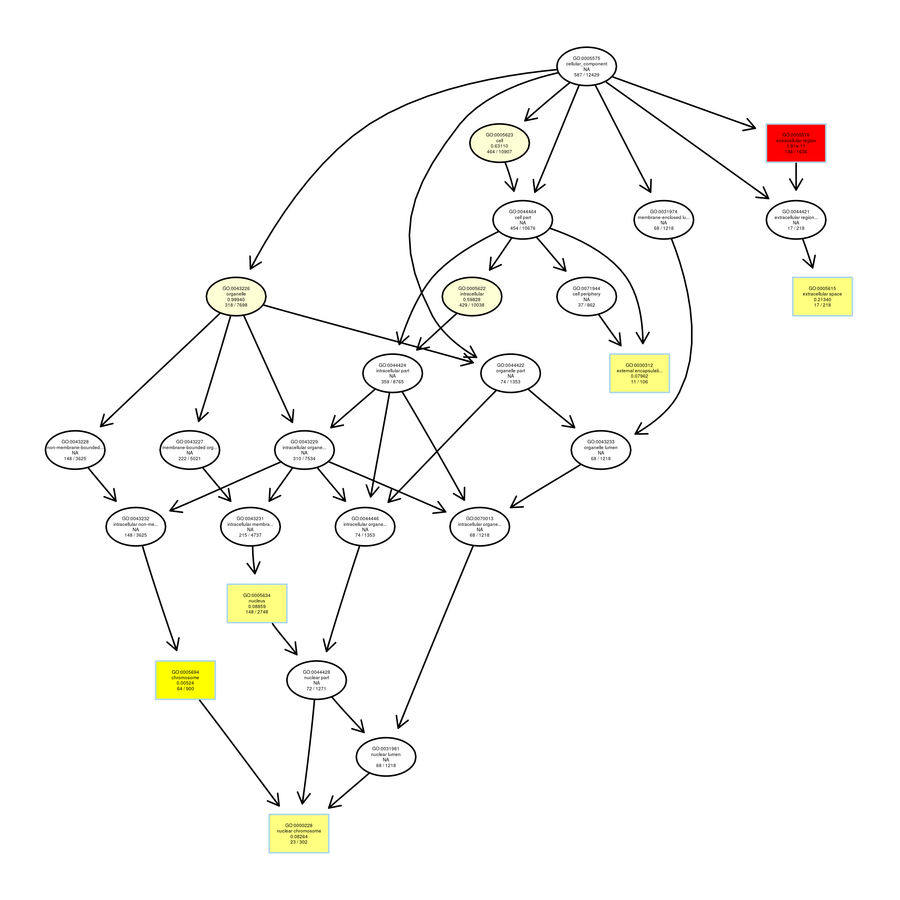 GO:0005575
cellular_component
NA
587 / 12429
GO:0005623
cell
0.63110
464 / 10907
extracellular region
GO:0044464
cell part
NA
454 / 10676
GO:0031974
membrane-enclosed lu...
NA
68 / 1218
GO:0044421
extracellular region...
NA
17 / 218
GO:0043226
organelle
0.99940
318 / 7698
GO:0005622
intracellular
0.59828
429 / 10038
GO:0071944
cell periphery
NA
37 / 862
GO:0005615
extracellular space
0.21340
17 / 218
GO:0044424
intracellular part
NA
359 / 8765
GO:0044422
organelle part
NA
74 / 1353
GO:0030312
external encapsulati...
0.07982
11 / 106
GO:0043228
non-membrane-bounded...
NA
148 / 3625
GO:0043227
membrane-bounded org...
NA
222 / 5021
GO:0043229
intracellular organe...
NA
310 / 7534
GO:0043233
organelle lumen
NA
68 / 1218
GO:0043232
intracellular non-me...
NA
148 / 3625
GO:0043231
intracellular membra...
NA
215 / 4737
GO:0044446
intracellular organe...
NA
74 / 1353
GO:0070013
intracellular organe...
NA
68 / 1218
GO:0005634
nucleus
0.08859
148 / 2748
GO:0005694
chromosome
0.00524
64 / 900
GO:0044428
nuclear part
NA
72 / 1271
GO:0031981
nuclear lumen
NA
68 / 1218
GO:0000228
nuclear chromosome
0.08264
23 / 302